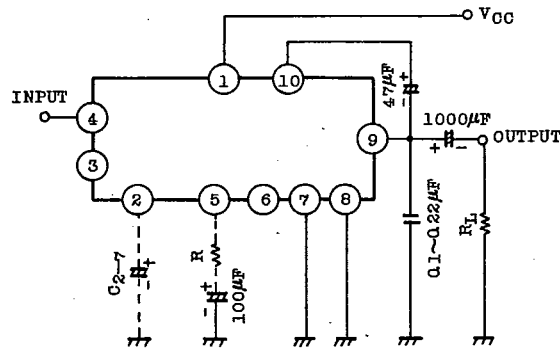 VCC
1
10
INPUT
4
47μF
+
-
1000μF
9
+
-
OUTPUT
3
2
5
6
7
8
C2-7
+
-
R
+
-
100μF
0.1~0.22μF
RL